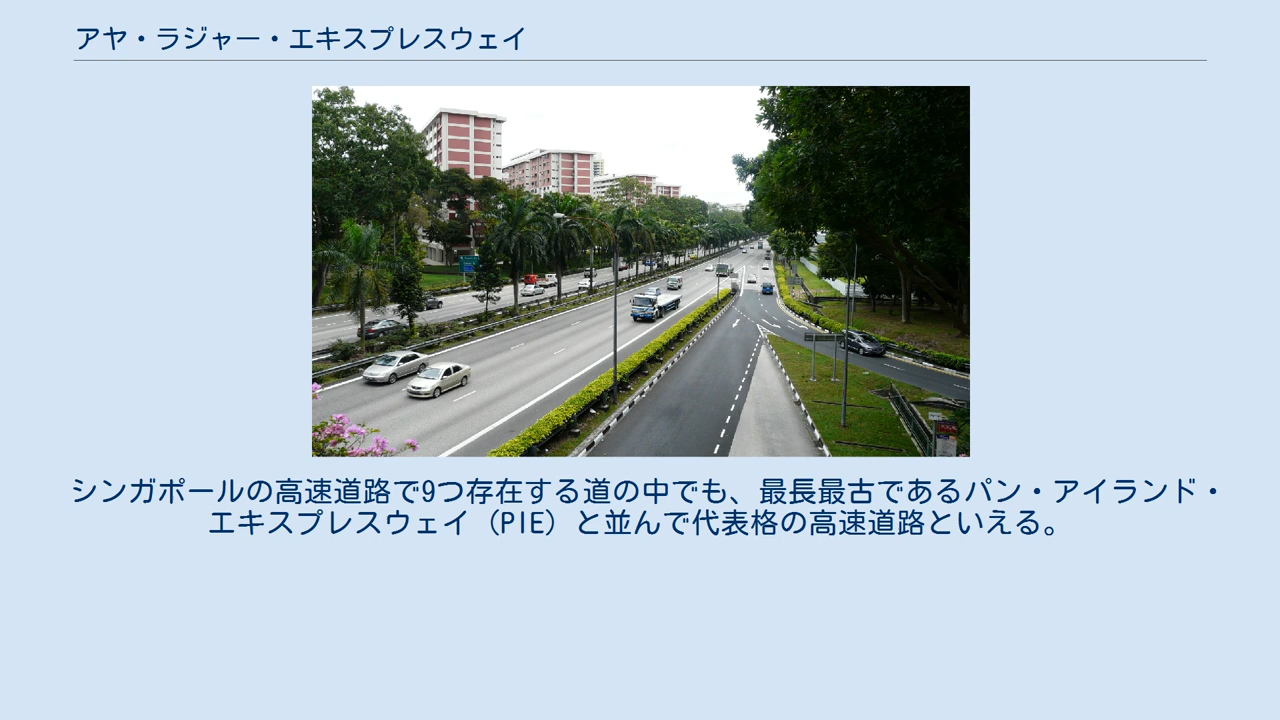 アヤ・ラジャー・エキスプレスウェイ
シンガポールの高速道路で9つ存在する道の中でも、最長最古であるパン・アイランド・
エキスプレスウェイ（PIE）と並んで代表格の高速道路といえる。